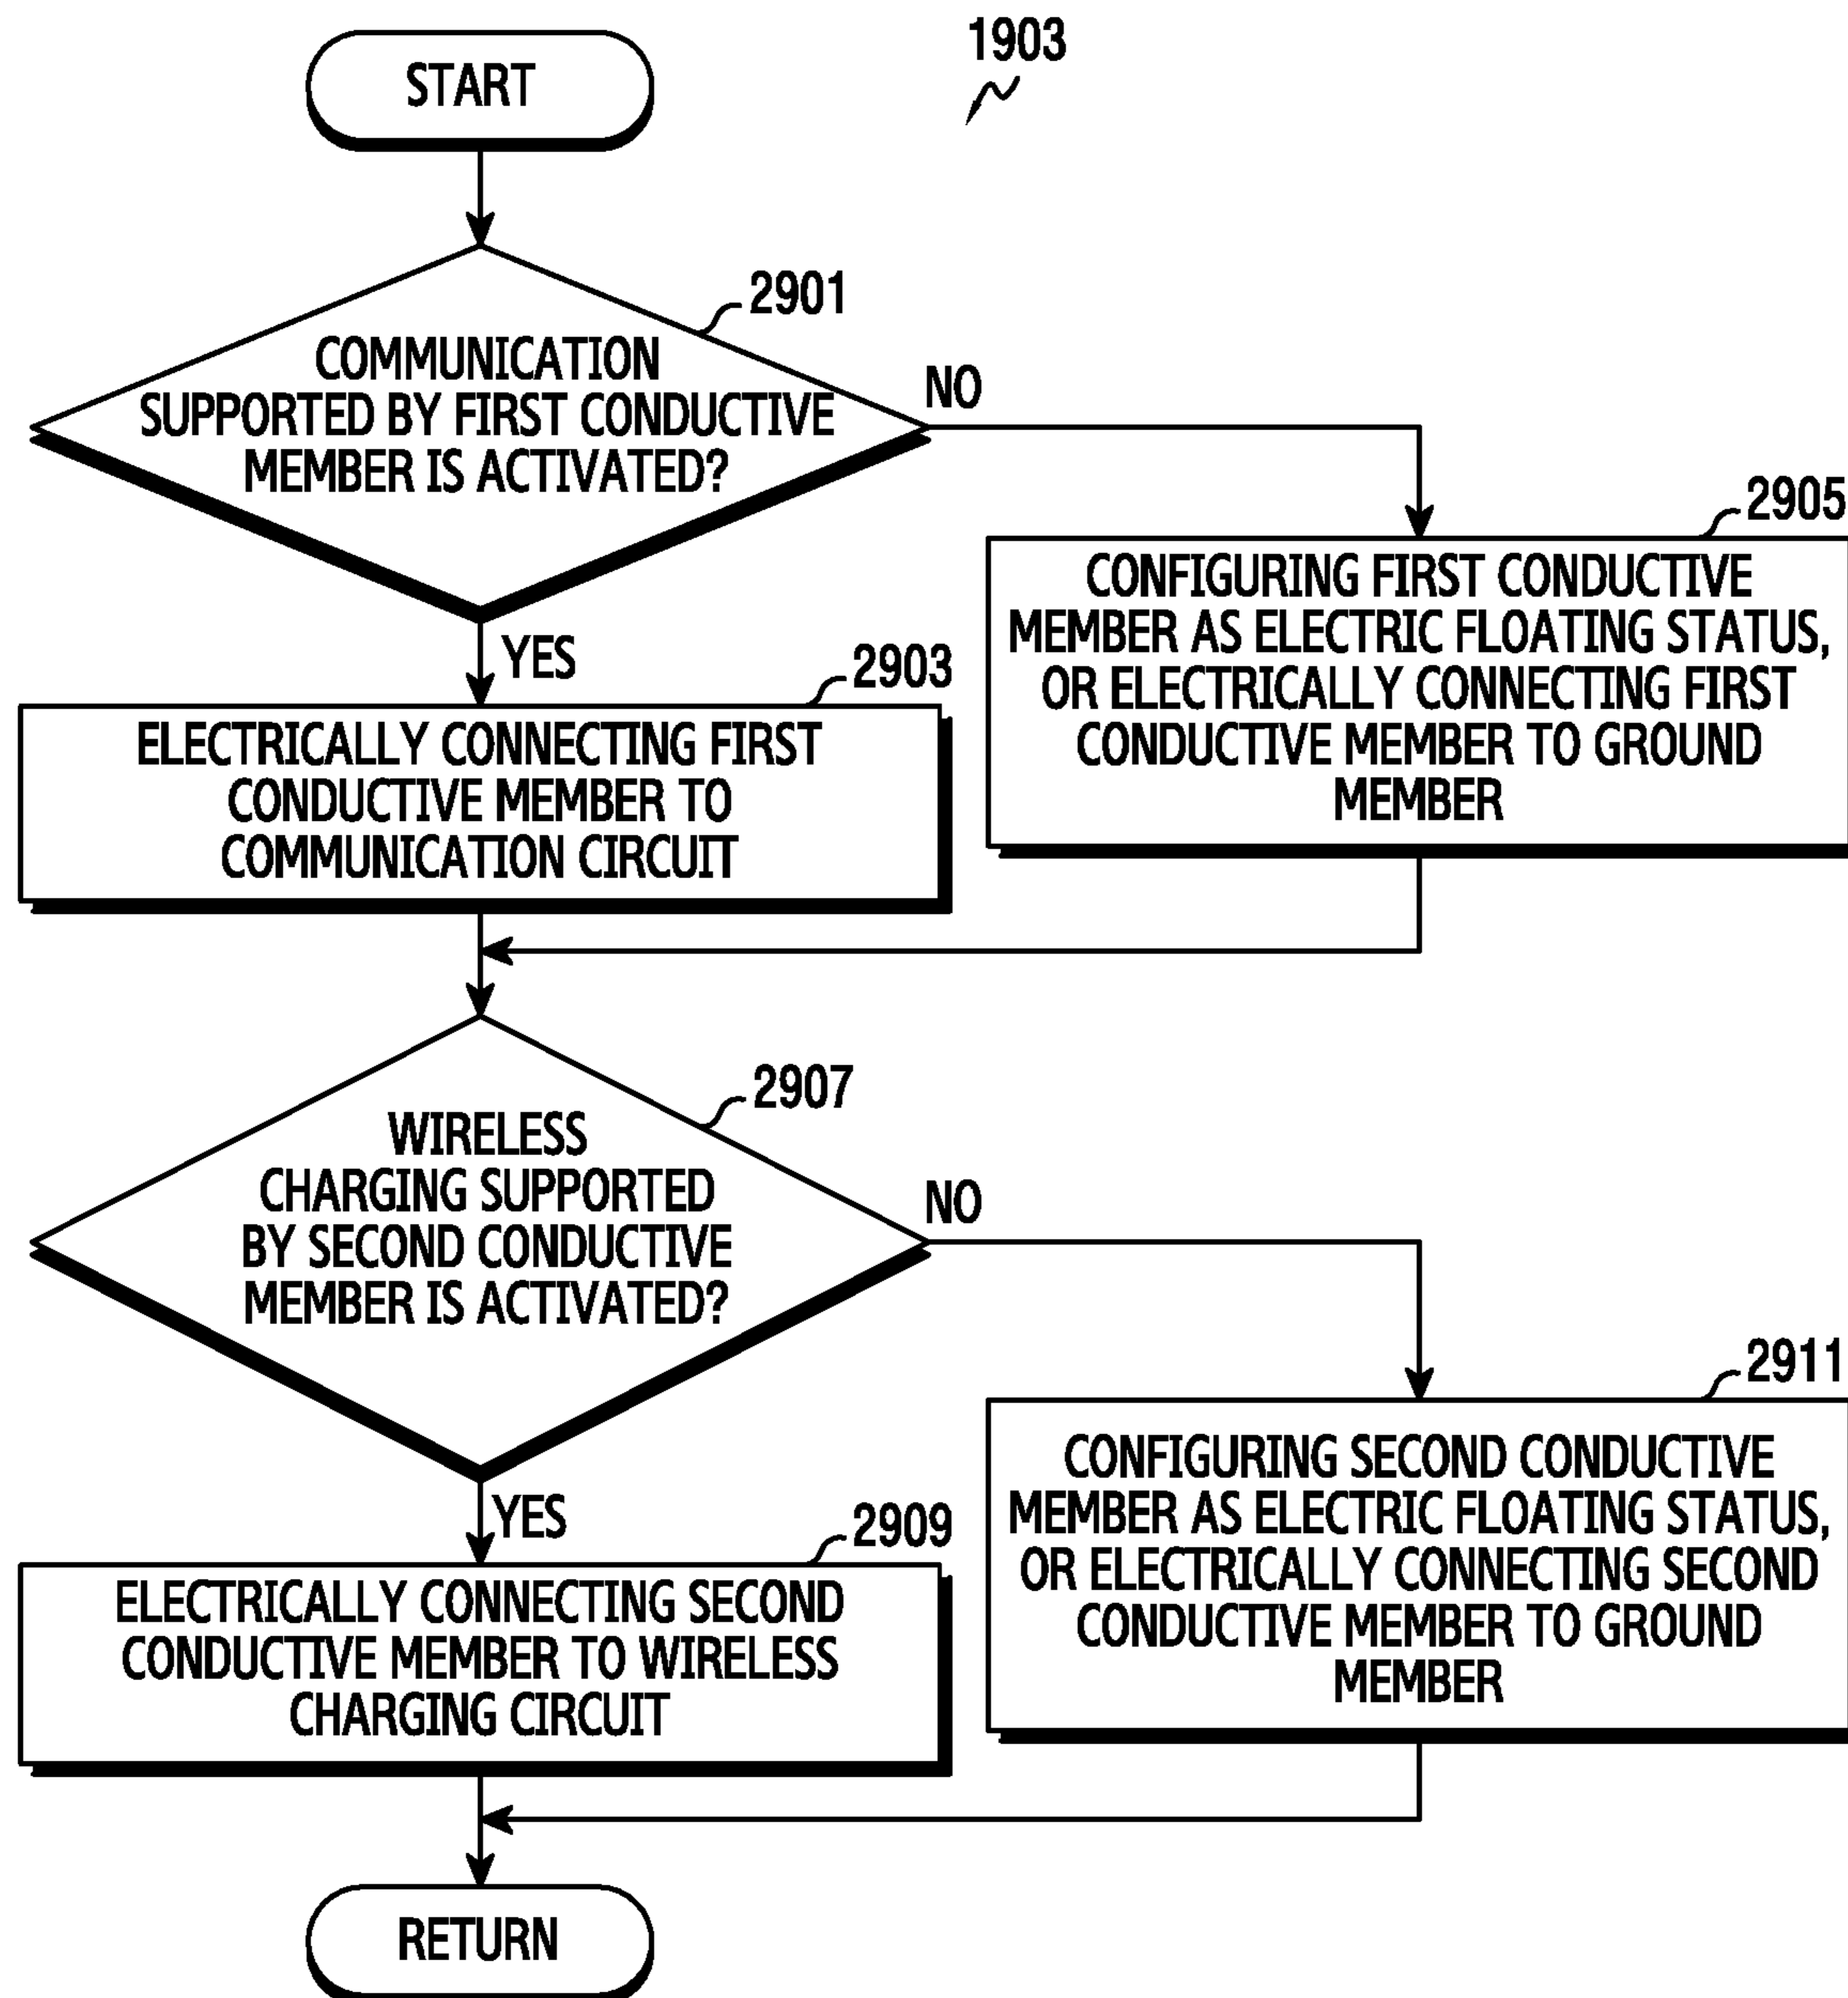 START
1903
2901
COMMUNICATION
SUPPORTED BY FIRST CONDUCTIVE
MEMBER IS ACTIVATED?
NO
YES
2905
CONFIGURING FIRST CONDUCTIVE
MEMBER AS ELECTRIC FLOATING STATUS,
OR ELECTRICALLY CONNECTING FIRST
CONDUCTIVE MEMBER TO GROUND
MEMBER
2903
ELECTRICALLY CONNECTING FIRST
CONDUCTIVE MEMBER TO
COMMUNICATION CIRCUIT
2907
WIRELESS
CHARGING SUPPORTED
BY SECOND CONDUCTIVE
MEMBER IS ACTIVATED?
NO
YES
2911
CONFIGURING SECOND CONDUCTIVE
MEMBER AS ELECTRIC FLOATING STATUS,
OR ELECTRICALLY CONNECTING SECOND
CONDUCTIVE MEMBER TO GROUND
MEMBER
2909
ELECTRICALLY CONNECTING SECOND
CONDUCTIVE MEMBER TO WIRELESS
CHARGING CIRCUIT
RETURN